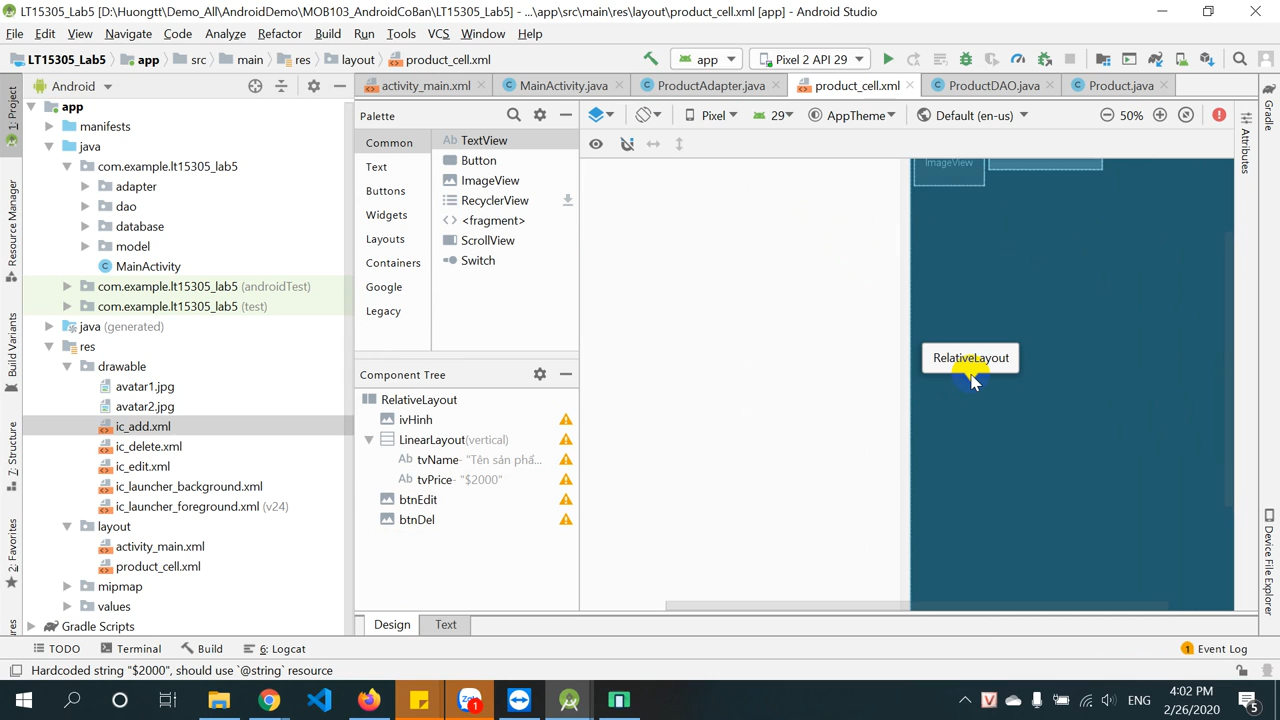 LT15305_Lab5 [D:\Huongtt\Demo_All\AndroidDemo\MOB103_AndroidCoBan\LT15305_Lab5] - ...\app\src\main\res\layout\product_cell.xml [app] - Android Studio
File Edit View Navigate Code Analyze Refactor Build Run Tools VCS Window Help
LT15305_Lab5 app src main res layout product_cell.xml app Pixel 2 API 29
Android activity_main.xml MainActivity.java ProductAdapter.java product_cell.xml ProductDAO.java Product.java
1: Project
Resource Manager
Build Variants
7: Structure
2: Favorites
app
manifests
java
com.example.lt15305_lab5
adapter
dao
database
model
MainActivity
com.example.lt15305_lab5 (androidTest)
com.example.lt15305_lab5 (test)
java (generated)
res
drawable
avatar1.jpg
avatar2.jpg
ic_add.xml
ic_delete.xml
ic_edit.xml
ic_launcher_background.xml
ic_launcher_foreground.xml (v24)
layout
activity_main.xml
product_cell.xml
mipmap
values
Gradle Scripts
Palette
Common
Text
Buttons
Widgets
Layouts
Containers
Google
Legacy
Ab TextView
Button
ImageView
RecyclerView
<fragment>
ScrollView
Switch
Component Tree
RelativeLayout
ivHinh
LinearLayout(vertical)
Ab tvName- "Tên sản phẩ...
Ab tvPrice- "$2000"
btnEdit
btnDel
Pixel 29 AppTheme Default (en-us) 50%
ImageView
RelativeLayout
Gradle
Attributes
Device File Explorer
Design Text
TODO Terminal Build 6: Logcat 1 Event Log
Hardcoded string "$2000", should use `@string` resource
1
ENG
4:02 PM
2/26/2020
5